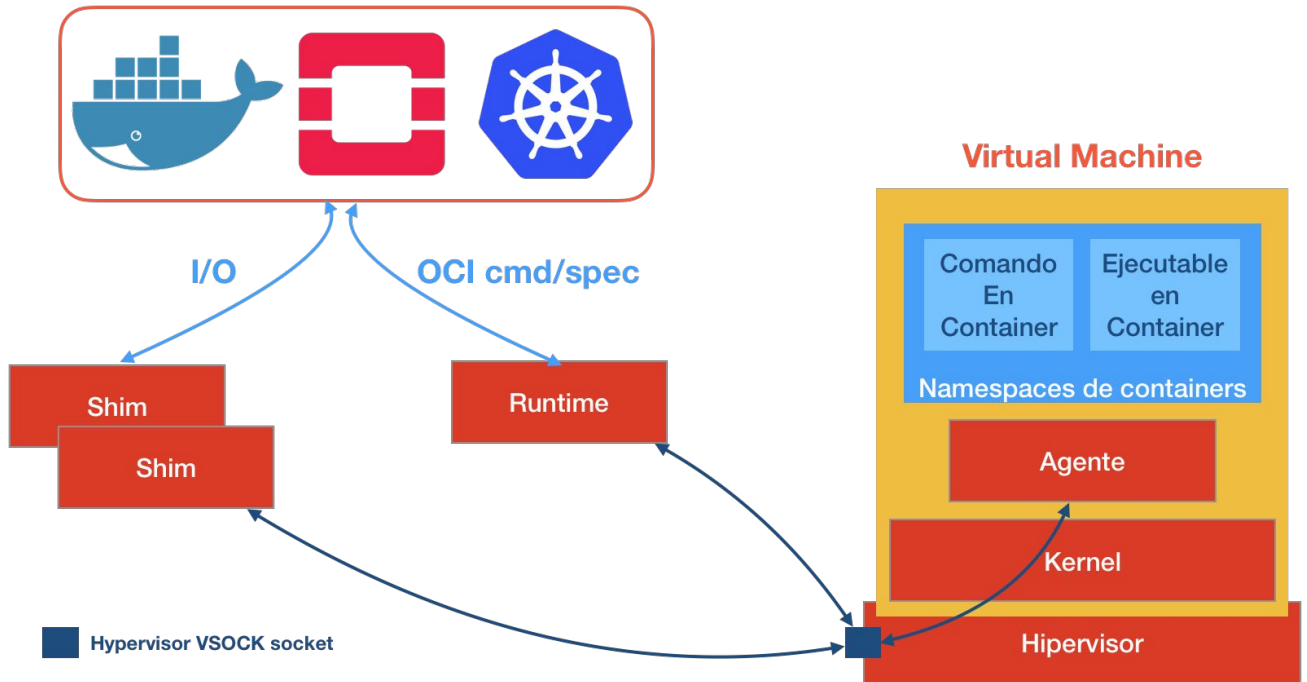 Virtual Machine
I/O
OCI cmd/spec
Comando
En
Container
Ejecutable
en
Container
Namespaces de containers
Shim
Shim
Runtime
Agente
Kernel
Hipervisor
Hypervisor VSOCK socket